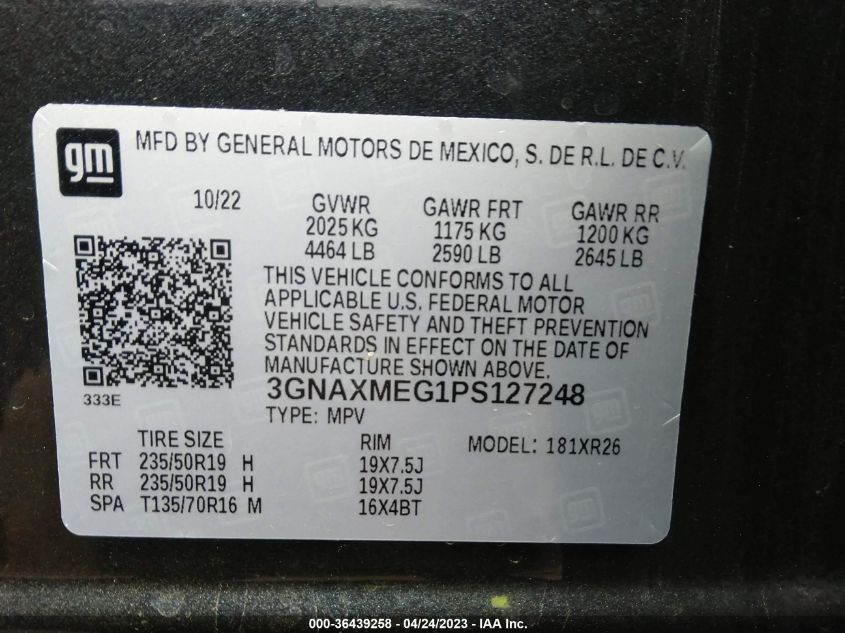 gm
MFD BY GENERAL MOTORS DE MEXICO, S. DE R.L. DE C.V.
10/22 GVWR GAWR FRT GAWR RR
2025 KG 1175 KG 1200 KG
4464 LB 2590 LB 2645 LB
THIS VEHICLE CONFORMS TO ALL
APPLICABLE U.S. FEDERAL MOTOR
VEHICLE SAFETY AND THEFT PREVENTION
STANDARDS IN EFFECT ON THE DATE OF
MANUFACTURE SHOWN ABOVE.
333E
3GNAXMEG1PS127248
TYPE: MPV
TIRE SIZE RIM MODEL: 181XR26
FRT 235/50R19 H 19X7.5J
RR 235/50R19 H 19X7.5J
SPA T135/70R16 M 16X4BT
000-36439258 - 04/24/2023 - IAA Inc.